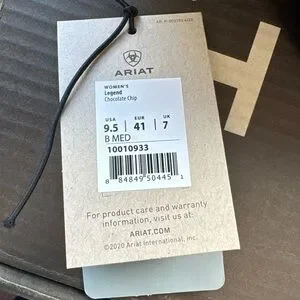 ARIAT
WOMEN'S
Legend
Chocolate Chip
USA EUR UK
9.5 41 7
B MED
10010933
8 84849 50445 1
For product care and warranty
information, visit us at:
ARIAT.COM
©2020 Ariat International, Inc.
H